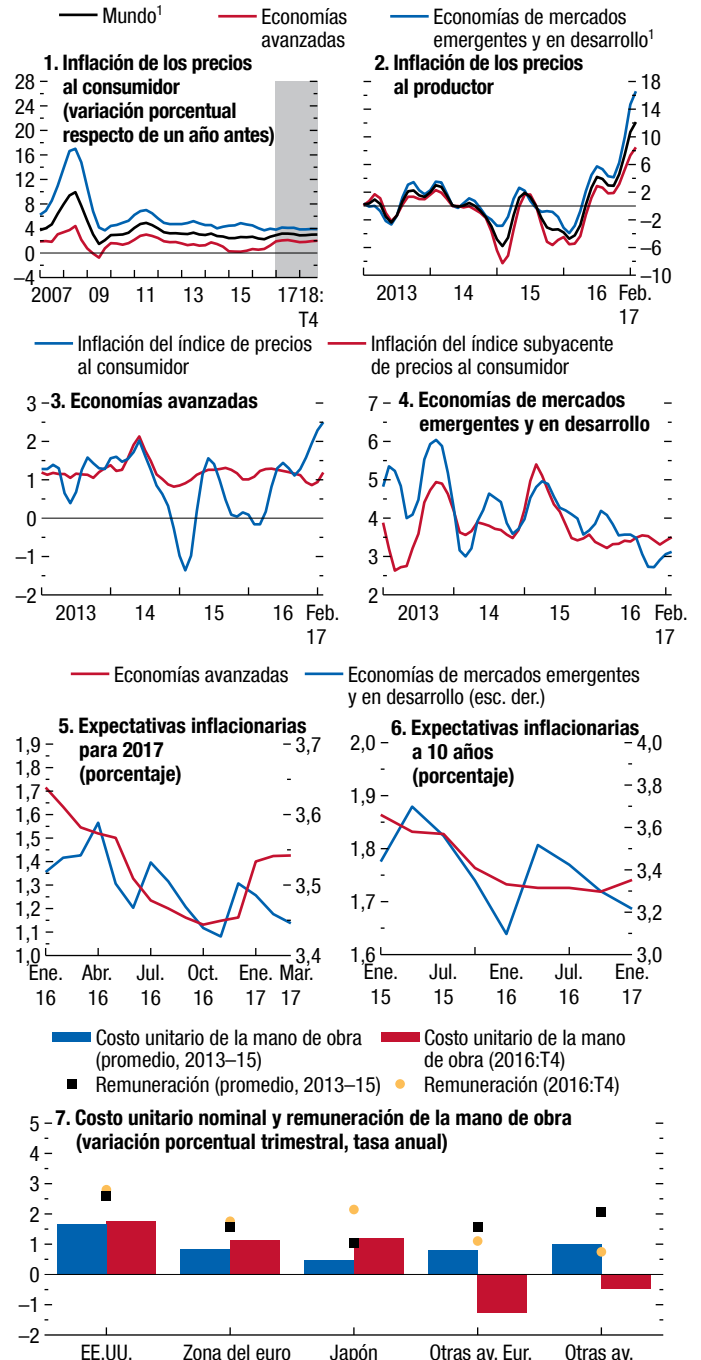 Mundo¹
Economías
avanzadas
Economías de mercados
emergentes y en desarrollo¹
1. Inflación de los precios
al consumidor
(variación porcentual
respecto de un año antes)
28
24
20
16
12
8
4
0
–4
2007 09 11 13 15 17 18:
T4
2. Inflación de los precios
al productor
18
14
10
6
2
–2
–6
–10
2013 14 15 16 Feb.
17
Inflación del índice de precios
al consumidor
Inflación del índice subyacente
de precios al consumidor
3. Economías avanzadas
3
2
1
0
–1
–2
2013 14 15 16 Feb.
17
4. Economías de mercados
emergentes y en desarrollo
7
6
5
4
3
2
2013 14 15 16 Feb.
17
Economías avanzadas
Economías de mercados emergentes
y en desarrollo (esc. der.)
5. Expectativas inflacionarias
para 2017
(porcentaje)
1,9
1,8
1,7
1,6
1,5
1,4
1,3
1,2
1,1
1,0
3,7
3,6
3,5
3,4
Ene. Abr. Jul. Oct. Ene. Mar.
16 16 16 16 17 17
6. Expectativas inflacionarias
a 10 años
(porcentaje)
2,0
1,9
1,8
1,7
1,6
4,0
3,8
3,6
3,4
3,2
3,0
Ene. Jul. Ene. Jul. Ene.
15 15 16 16 17
Costo unitario de la mano de obra
(promedio, 2013–15)
Costo unitario de la mano
de obra (2016:T4)
Remuneración (promedio, 2013–15)
Remuneración (2016:T4)
7. Costo unitario nominal y remuneración de la mano de obra
(variación porcentual trimestral, tasa anual)
5
4
3
2
1
0
–1
–2
EE.UU. Zona del euro Japón Otras av. Eur. Otras av.